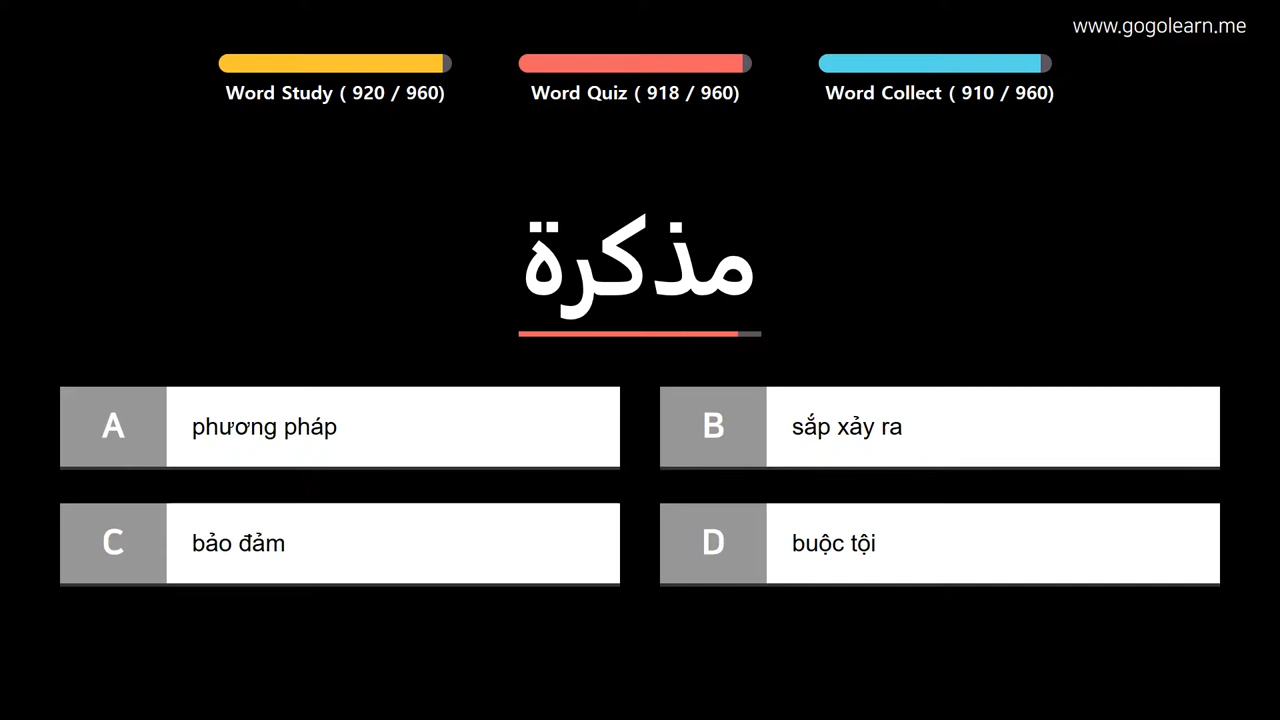 www.gogolearn.me
Word Study ( 920 / 960)
Word Quiz ( 918 / 960)
Word Collect ( 910 / 960)
مذكرة
A phương pháp
B sắp xảy ra
C bảo đảm
D buộc tội